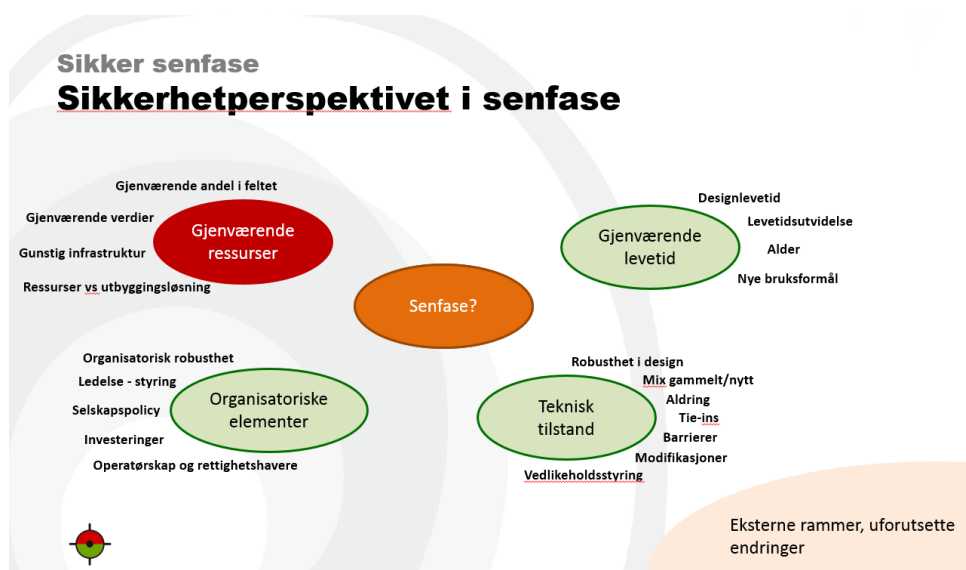 Sikker senfase
Sikkerhetperspektivet i senfase
Gjenværende andel i feltet
Gjenværende verdier
Gunstig infrastruktur
Ressurser vs utbyggingsløsning
Gjenværende
ressurser
Designlevetid
Levetidsutvidelse
Alder
Nye bruksformål
Gjenværende
levetid
Senfase?
Organisatorisk robusthet
Ledelse - styring
Selskapspolicy
Investeringer
Operatørskap og rettighetshavere
Organisatoriske
elementer
Robusthet i design
Mix gammelt/nytt
Aldring
Tie-ins
Barrierer
Modifikasjoner
Vedlikeholdsstyring
Teknisk
tilstand
Eksterne rammer, uforutsette
endringer